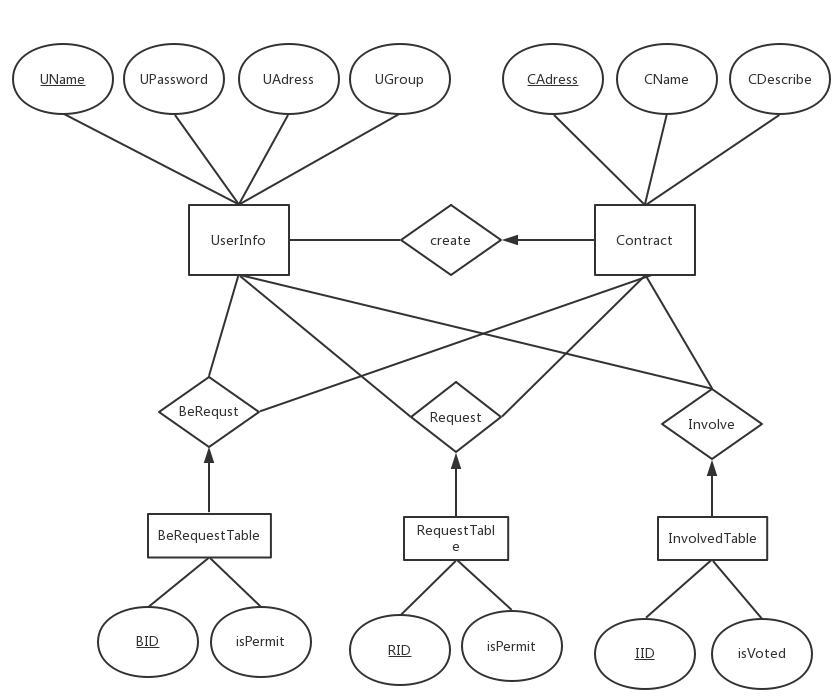 UName
UPassword
UAdress
UGroup
CAdress
CName
CDescribe
UserInfo
create
Contract
BeRequst
Request
Involve
BeRequestTable
RequestTabl
e
InvolvedTable
BID
isPermit
RID
isPermit
IID
isVoted